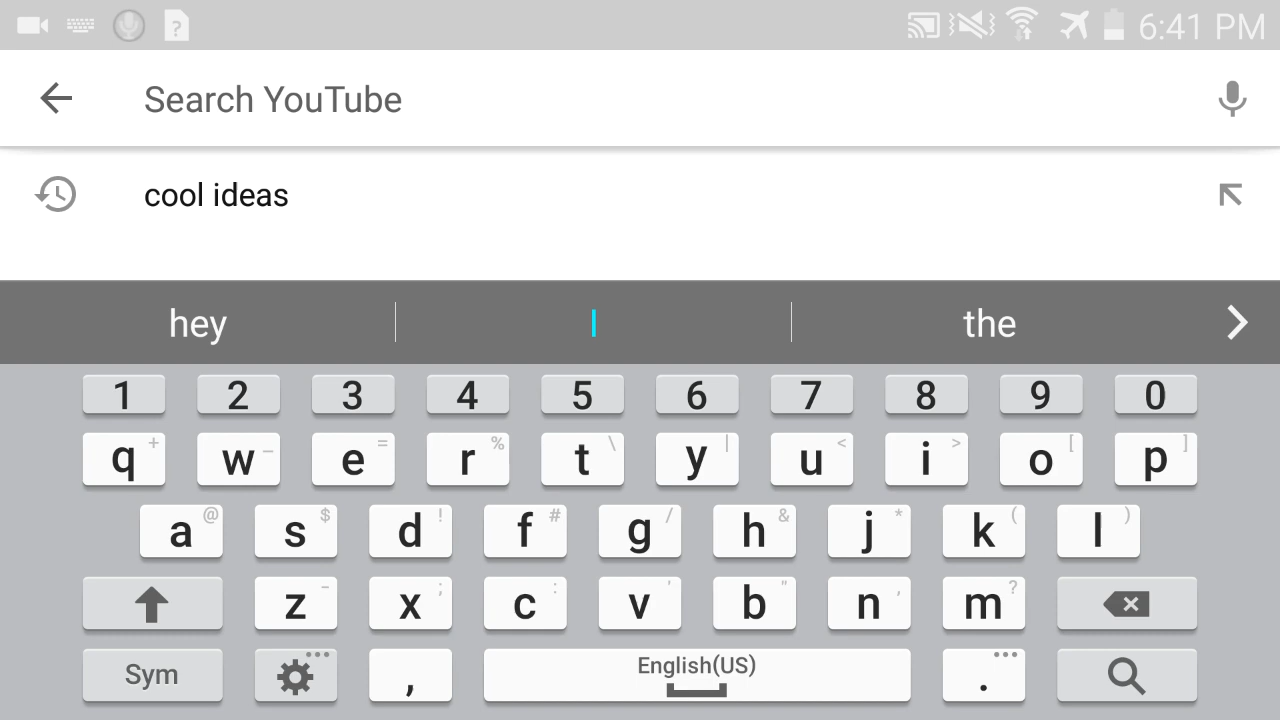 6:41 PM
Search YouTube
cool ideas
hey the
1 2 3 4 5 6 7 8 9 0
q + w – e = r % t \ y | u < i > o [ p ]
a @ s $ d ! f # g / h & j * k ( l )
z - x ; c : v ' b " n , m ?
Sym , English(US) .